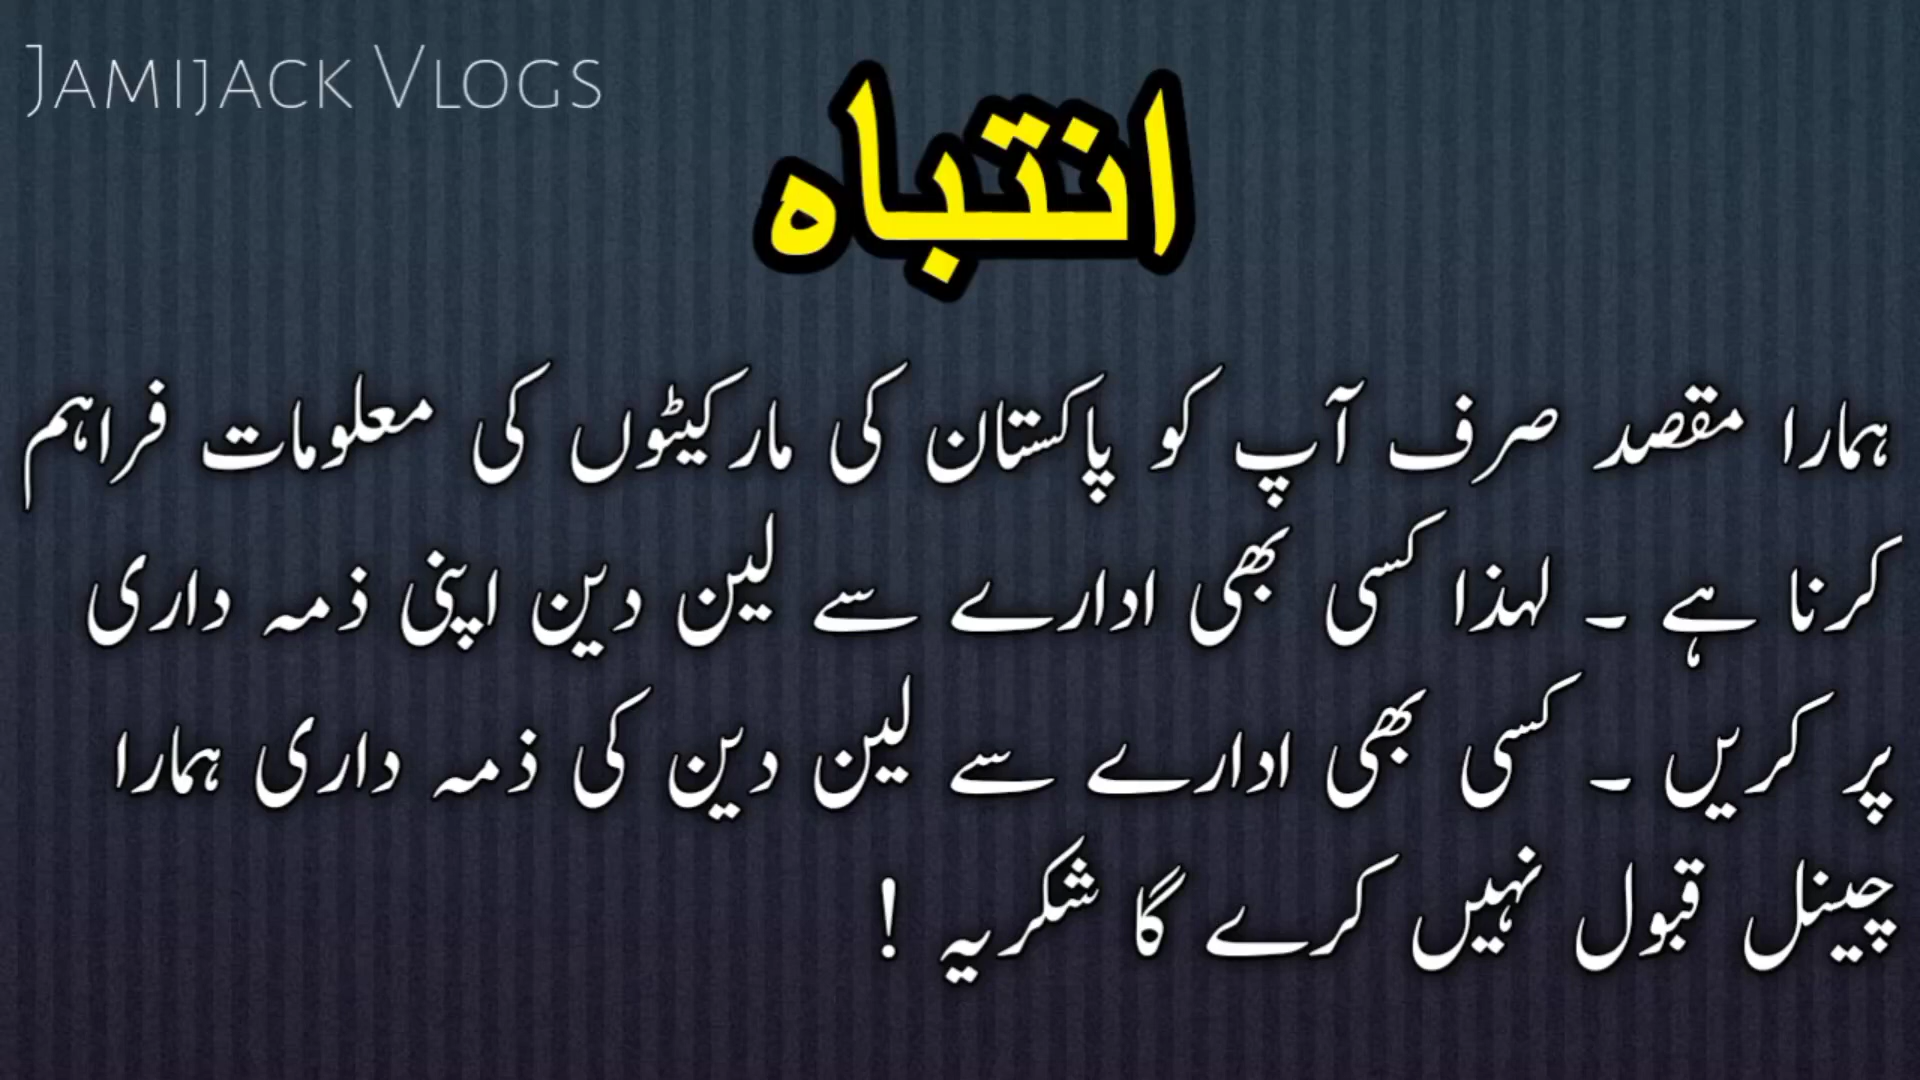 JAMIJACK VLOGS
انتباہ
ہمارا مقصد صرف آپ کو پاکستان کی مارکیٹوں کی معلومات فراہم
کرنا ہے ۔ لہذا کسی بھی ادارے سے لین دین اپنی ذمہ داری
پر کریں ۔ کسی بھی ادارے سے لین دین کی ذمہ داری ہمارا
چینل قبول نہیں کرے گا شکریہ !